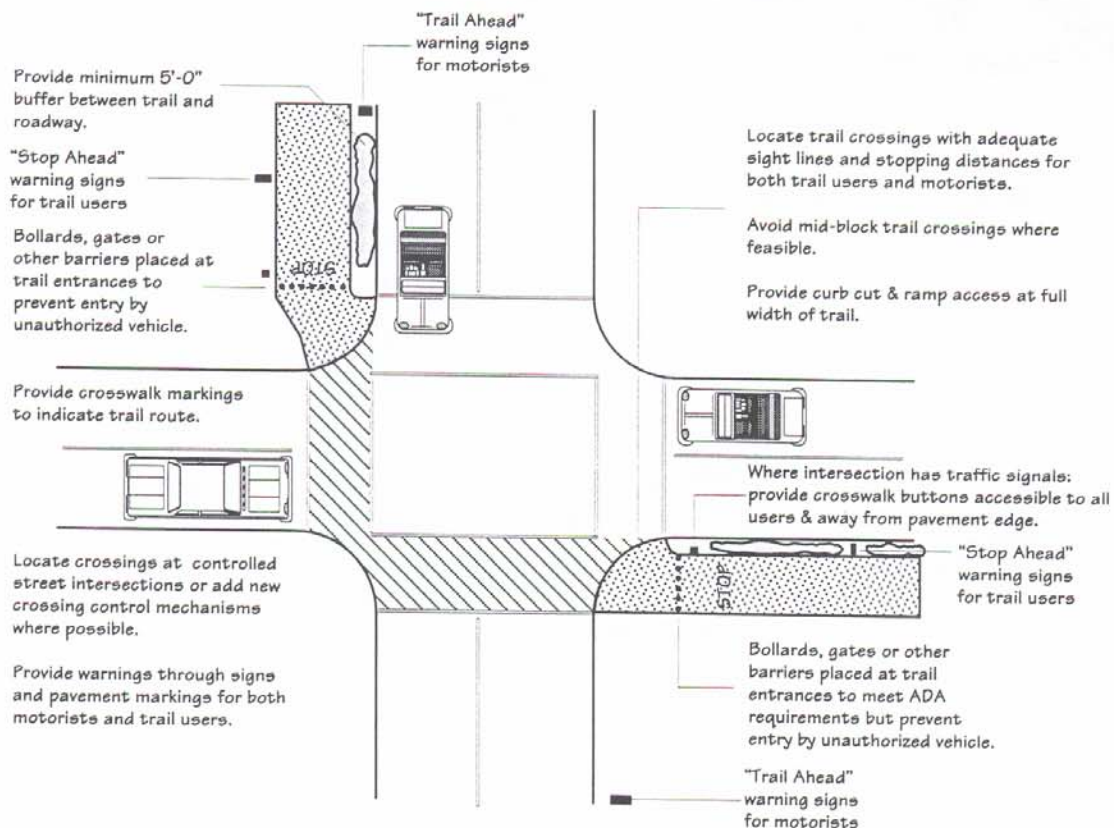 "Trail Ahead"
warning signs
for motorists
Provide minimum 5'-0"
buffer between trail and
roadway.
"Stop Ahead"
warning signs
for trail users
Bollards, gates or
other barriers placed at
trail entrances to
prevent entry by
unauthorized vehicle.
STOP
Provide crosswalk markings
to indicate trail route.
Locate crossings at controlled
street intersections or add new
crossing control mechanisms
where possible.
Provide warnings through signs
and pavement markings for both
motorists and trail users.
Locate trail crossings with adequate
sight lines and stopping distances for
both trail users and motorists.
Avoid mid-block trail crossings where
feasible.
Provide curb cut & ramp access at full
width of trail.
Where intersection has traffic signals:
provide crosswalk buttons accessible to all
users & away from pavement edge.
STOP
"Stop Ahead"
warning signs
for trail users
Bollards, gates or other
barriers placed at trail
entrances to meet ADA
requirements but prevent
entry by unauthorized vehicle.
"Trail Ahead"
warning signs
for motorists